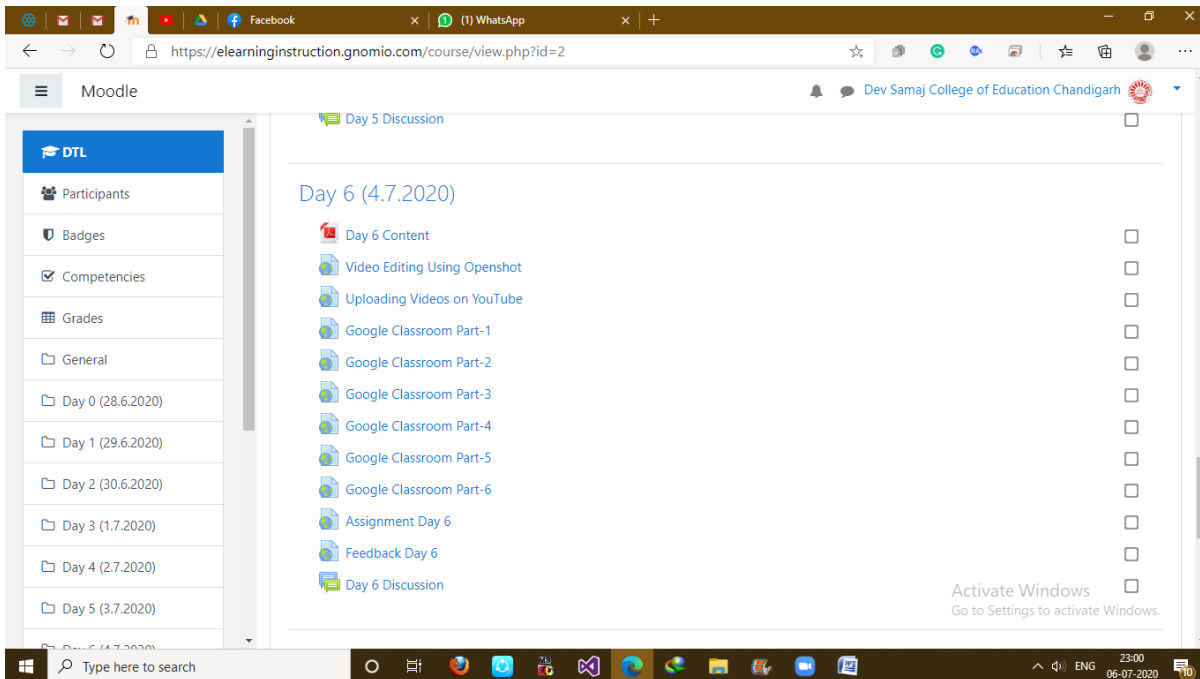 Facebook
(1) WhatsApp
https://elearninginstruction.gnomio.com/course/view.php?id=2
Moodle
Dev Samaj College of Education Chandigarh
DTL
Participants
Badges
Competencies
Grades
General
Day 0 (28.6.2020)
Day 1 (29.6.2020)
Day 2 (30.6.2020)
Day 3 (1.7.2020)
Day 4 (2.7.2020)
Day 5 (3.7.2020)
Day 6 (4.7.2020)
Day 5 Discussion
Day 6 (4.7.2020)
Day 6 Content
Video Editing Using Openshot
Uploading Videos on YouTube
Google Classroom Part-1
Google Classroom Part-2
Google Classroom Part-3
Google Classroom Part-4
Google Classroom Part-5
Google Classroom Part-6
Assignment Day 6
Feedback Day 6
Day 6 Discussion
Activate Windows
Go to Settings to activate Windows.
Type here to search
ENG
23:00
06-07-2020
10